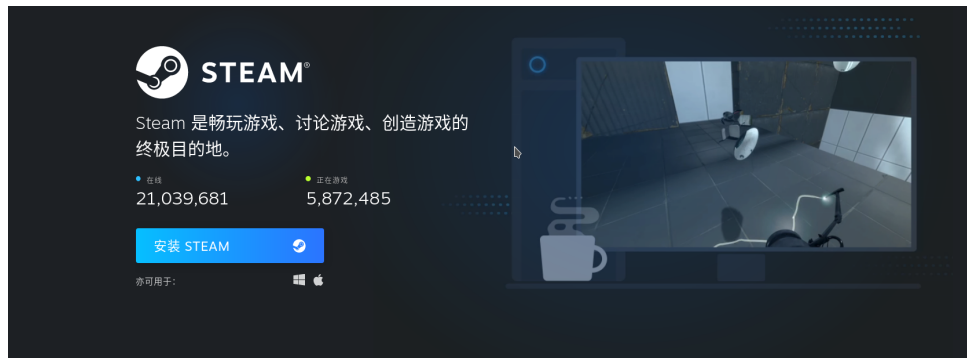 STEAM®
Steam 是畅玩游戏、讨论游戏、创造游戏的
终极目的地。
在线
正在游戏
21,039,681
5,872,485
安装 STEAM
亦可用于: